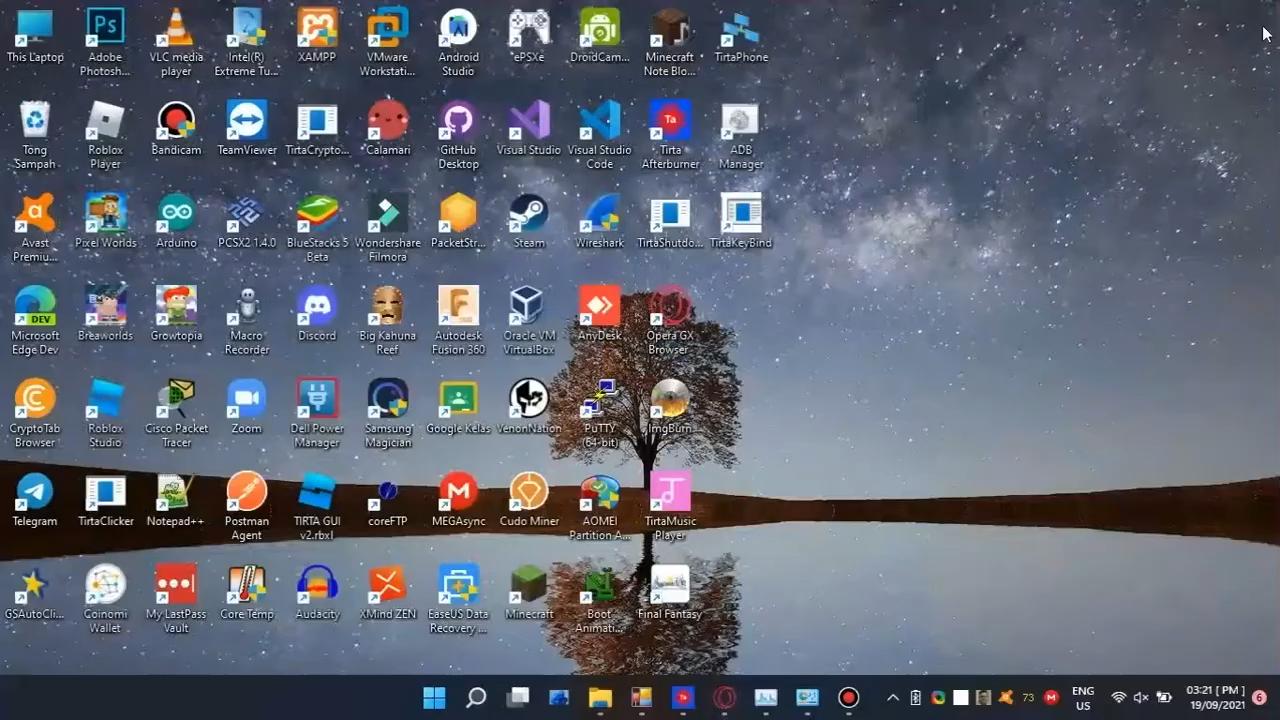 This Laptop
Adobe
Photosh...
VLC media
player
Intel(R)
Extreme Tu...
XAMPP
VMware
Workstati...
Android
Studio
ePSXe
DroidCam...
Minecraft
Note Blo...
TirtaPhone
Tong
Sampah
Roblox
Player
Bandicam
TeamViewer
TirtaCrypto...
Calamari
GitHub
Desktop
Visual Studio
Visual Studio
Code
Ta
Tirta
Afterburner
ADB
Manager
Avast
Premiu...
Pixel Worlds
Arduino
PCSX2 1.4.0
BlueStacks 5
Beta
Wondershare
Filmora
PacketStr...
Steam
Wireshark
TirtaShutdo...
TirtaKeyBind
DEV
Microsoft
Edge Dev
Breaworlds
Growtopia
Macro
Recorder
Discord
Big Kahuna
Reef
Autodesk
Fusion 360
Oracle VM
VirtualBox
AnyDesk
Opera GX
Browser
CryptoTab
Browser
Roblox
Studio
Cisco Packet
Tracer
Zoom
Dell Power
Manager
Samsung
Magician
Google Kelas
VenonNation
PuTTY
(64-bit)
ImgBurn
Telegram
TirtaClicker
Notepad++
Postman
Agent
TIRTA GUI
v2.rbxl
coreFTP
MEGAsync
Cudo Miner
AOMEI
Partition A...
TirtaMusic
Player
GSAutoCli...
Coinomi
Wallet
My LastPass
Vault
Core Temp
Audacity
XMind ZEN
EaseUS Data
Recovery ...
Minecraft
Boot
Animati...
Final Fantasy
Ta
73
ENG
US
03:21 [ PM ]
19/09/2021
6